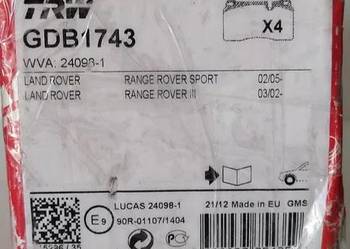 TRW
X4
GDB1743
WVA: 24098-1
LAND ROVER RANGE ROVER SPORT 02/05-
LAND ROVER RANGE ROVER III 03/02-
LUCAS 24098-1 21/12 Made in EU GMS
E9 90R-01107/1404